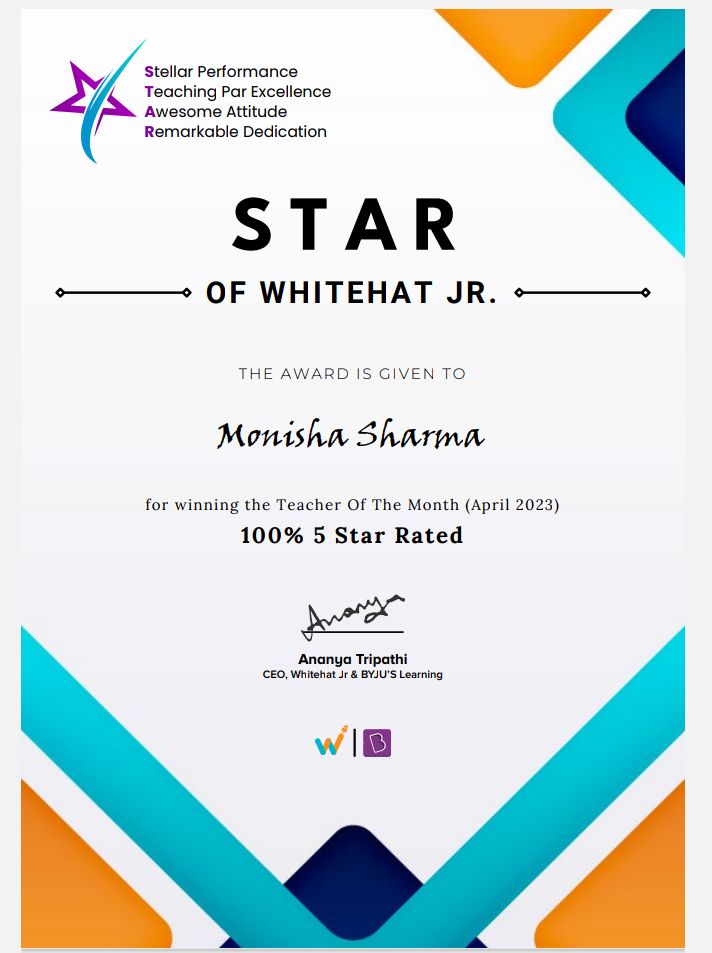 Stellar Performance
Teaching Par Excellence
Awesome Attitude
Remarkable Dedication
STAR
OF WHITEHAT JR.
THE AWARD IS GIVEN TO
Monisha Sharma
for winning the Teacher Of The Month (April 2023)
100% 5 Star Rated
Ananya
Ananya Tripathi
CEO, Whitehat Jr & BYJU'S Learning
W | B